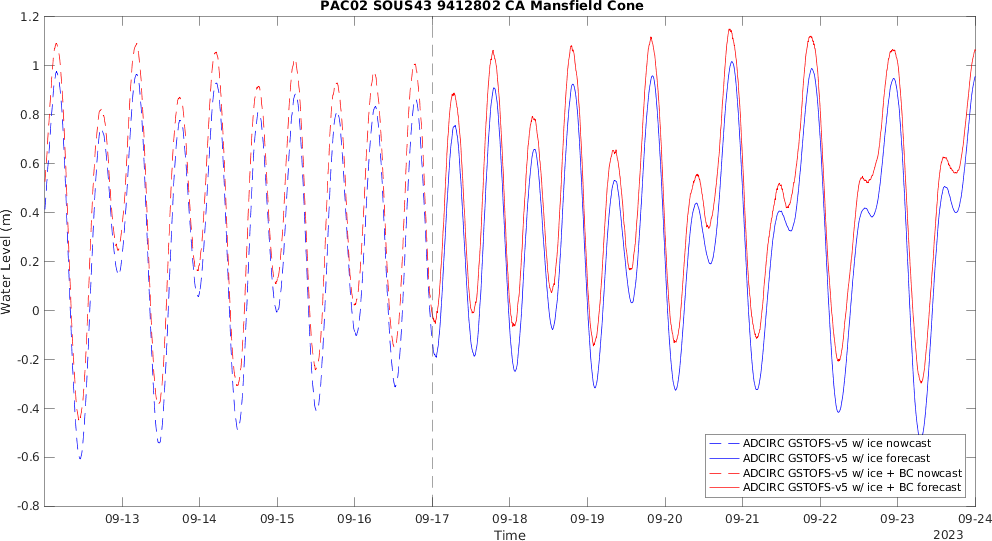 PAC02 SOUS43 9412802 CA Mansfield Cone
1.2
1
0.8
0.6
0.4
0.2
0
-0.2
-0.4
-0.6
-0.8
Water Level (m)
09-13 09-14 09-15 09-16 09-17 09-18 09-19 09-20 09-21 09-22 09-23 09-24
Time
2023
ADCIRC GSTOFS-v5 w/ ice nowcast
ADCIRC GSTOFS-v5 w/ ice forecast
ADCIRC GSTOFS-v5 w/ ice + BC nowcast
ADCIRC GSTOFS-v5 w/ ice + BC forecast